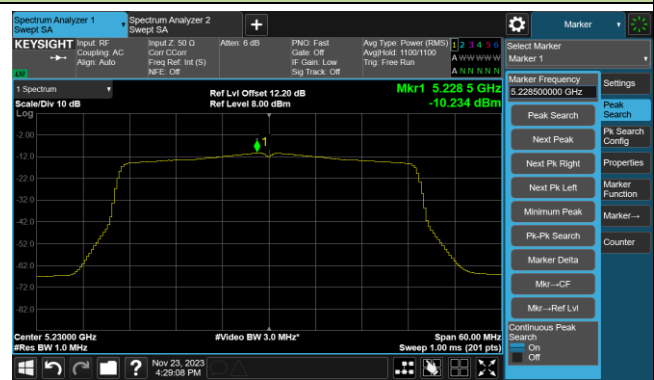 Spectrum Analyzer 1
Swept SA
Spectrum Analyzer 2
Swept SA
+
Marker
KEYSIGHT
Input: RF
Coupling: AC
Align: Auto
Input Z: 50 Ω
Corr CCorr
Freq Ref: Int (S)
NFE: Off
Atten: 6 dB
PNO: Fast
Gate: Off
IF Gain: Low
Sig Track: Off
Avg Type: Power (RMS)
Avg|Hold: 1100/1100
Trig: Free Run
1 2 3 4 5 6
A W W W W W
A N N N N N
LXI
Select Marker
Marker 1
1 Spectrum
Scale/Div 10 dB
Log
Ref Lvl Offset 12.20 dB
Ref Level 8.00 dBm
Mkr1 5.228 5 GHz
-10.234 dBm
-2.00
-12.0
-22.0
-32.0
-42.0
-52.0
-62.0
-72.0
-82.0
1
Center 5.23000 GHz
#Res BW 1.0 MHz
#Video BW 3.0 MHz*
Span 60.00 MHz
Sweep 1.00 ms (201 pts)
Marker Frequency
5.228500000 GHz
Peak Search
Next Peak
Next Pk Right
Next Pk Left
Minimum Peak
Pk-Pk Search
Marker Delta
Mkr→CF
Mkr→Ref Lvl
Continuous Peak
Search
On
Off
Settings
Peak
Search
Pk Search
Config
Properties
Marker
Function
Marker→
Counter
?
Nov 23, 2023
4:29:08 PM